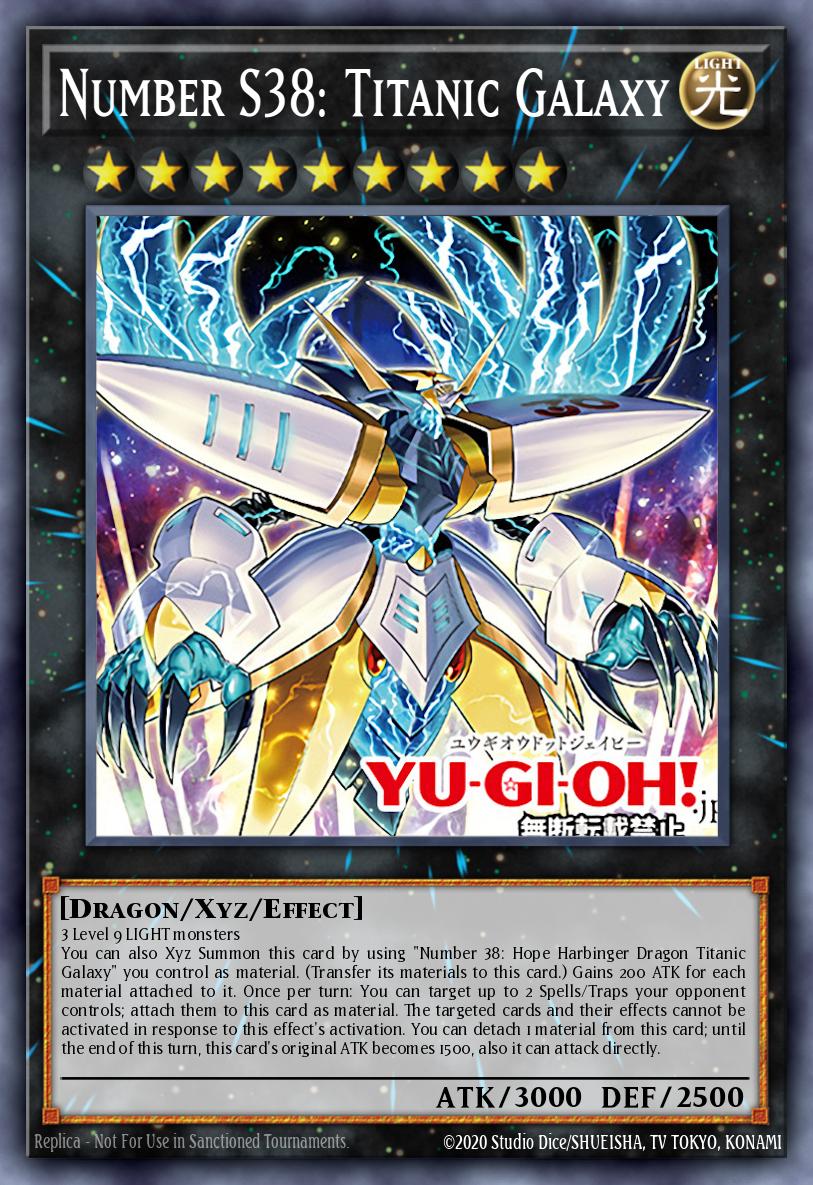 Number S38: Titanic Galaxy
LIGHT
光
38
ユウギオウドットジェイピー
YU-GI-OH!
.jp
無断転載禁止
[Dragon/Xyz/Effect]
3 Level 9 LIGHT monsters
You can also Xyz Summon this card by using "Number 38: Hope Harbinger Dragon Titanic
Galaxy" you control as material. (Transfer its materials to this card.) Gains 200 ATK for each
material attached to it. Once per turn: You can target up to 2 Spells/Traps your opponent
controls; attach them to this card as material. The targeted cards and their effects cannot be
activated in response to this effect's activation. You can detach 1 material from this card; until
the end of this turn, this card's original ATK becomes 1500, also it can attack directly.
ATK/3000 DEF/2500
Replica - Not For Use in Sanctioned Tournaments.
©2020 Studio Dice/SHUEISHA, TV TOKYO, KONAMI